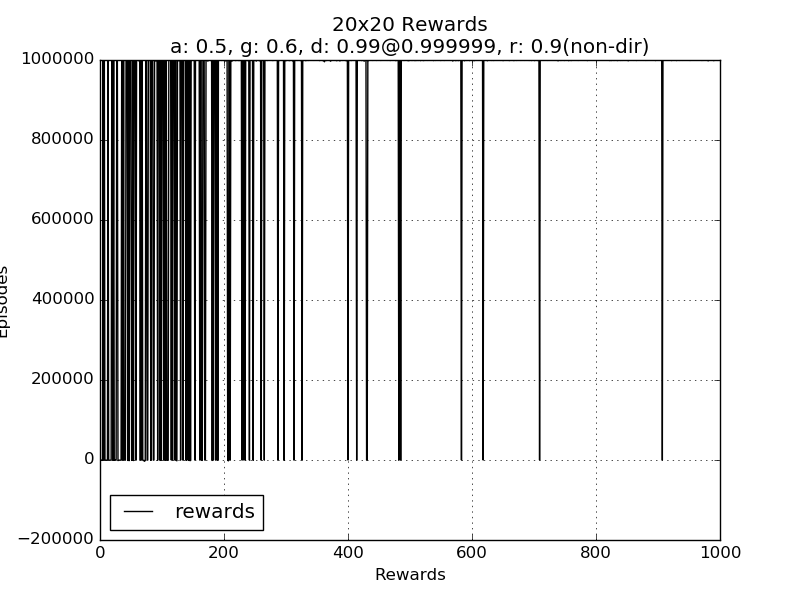 20x20 Rewards
a: 0.5, g: 0.6, d: 0.99@0.999999, r: 0.9(non-dir)
1000000
800000
600000
400000
200000
0
−200000
Episodes
rewards
0 200 400 600 800 1000
Rewards